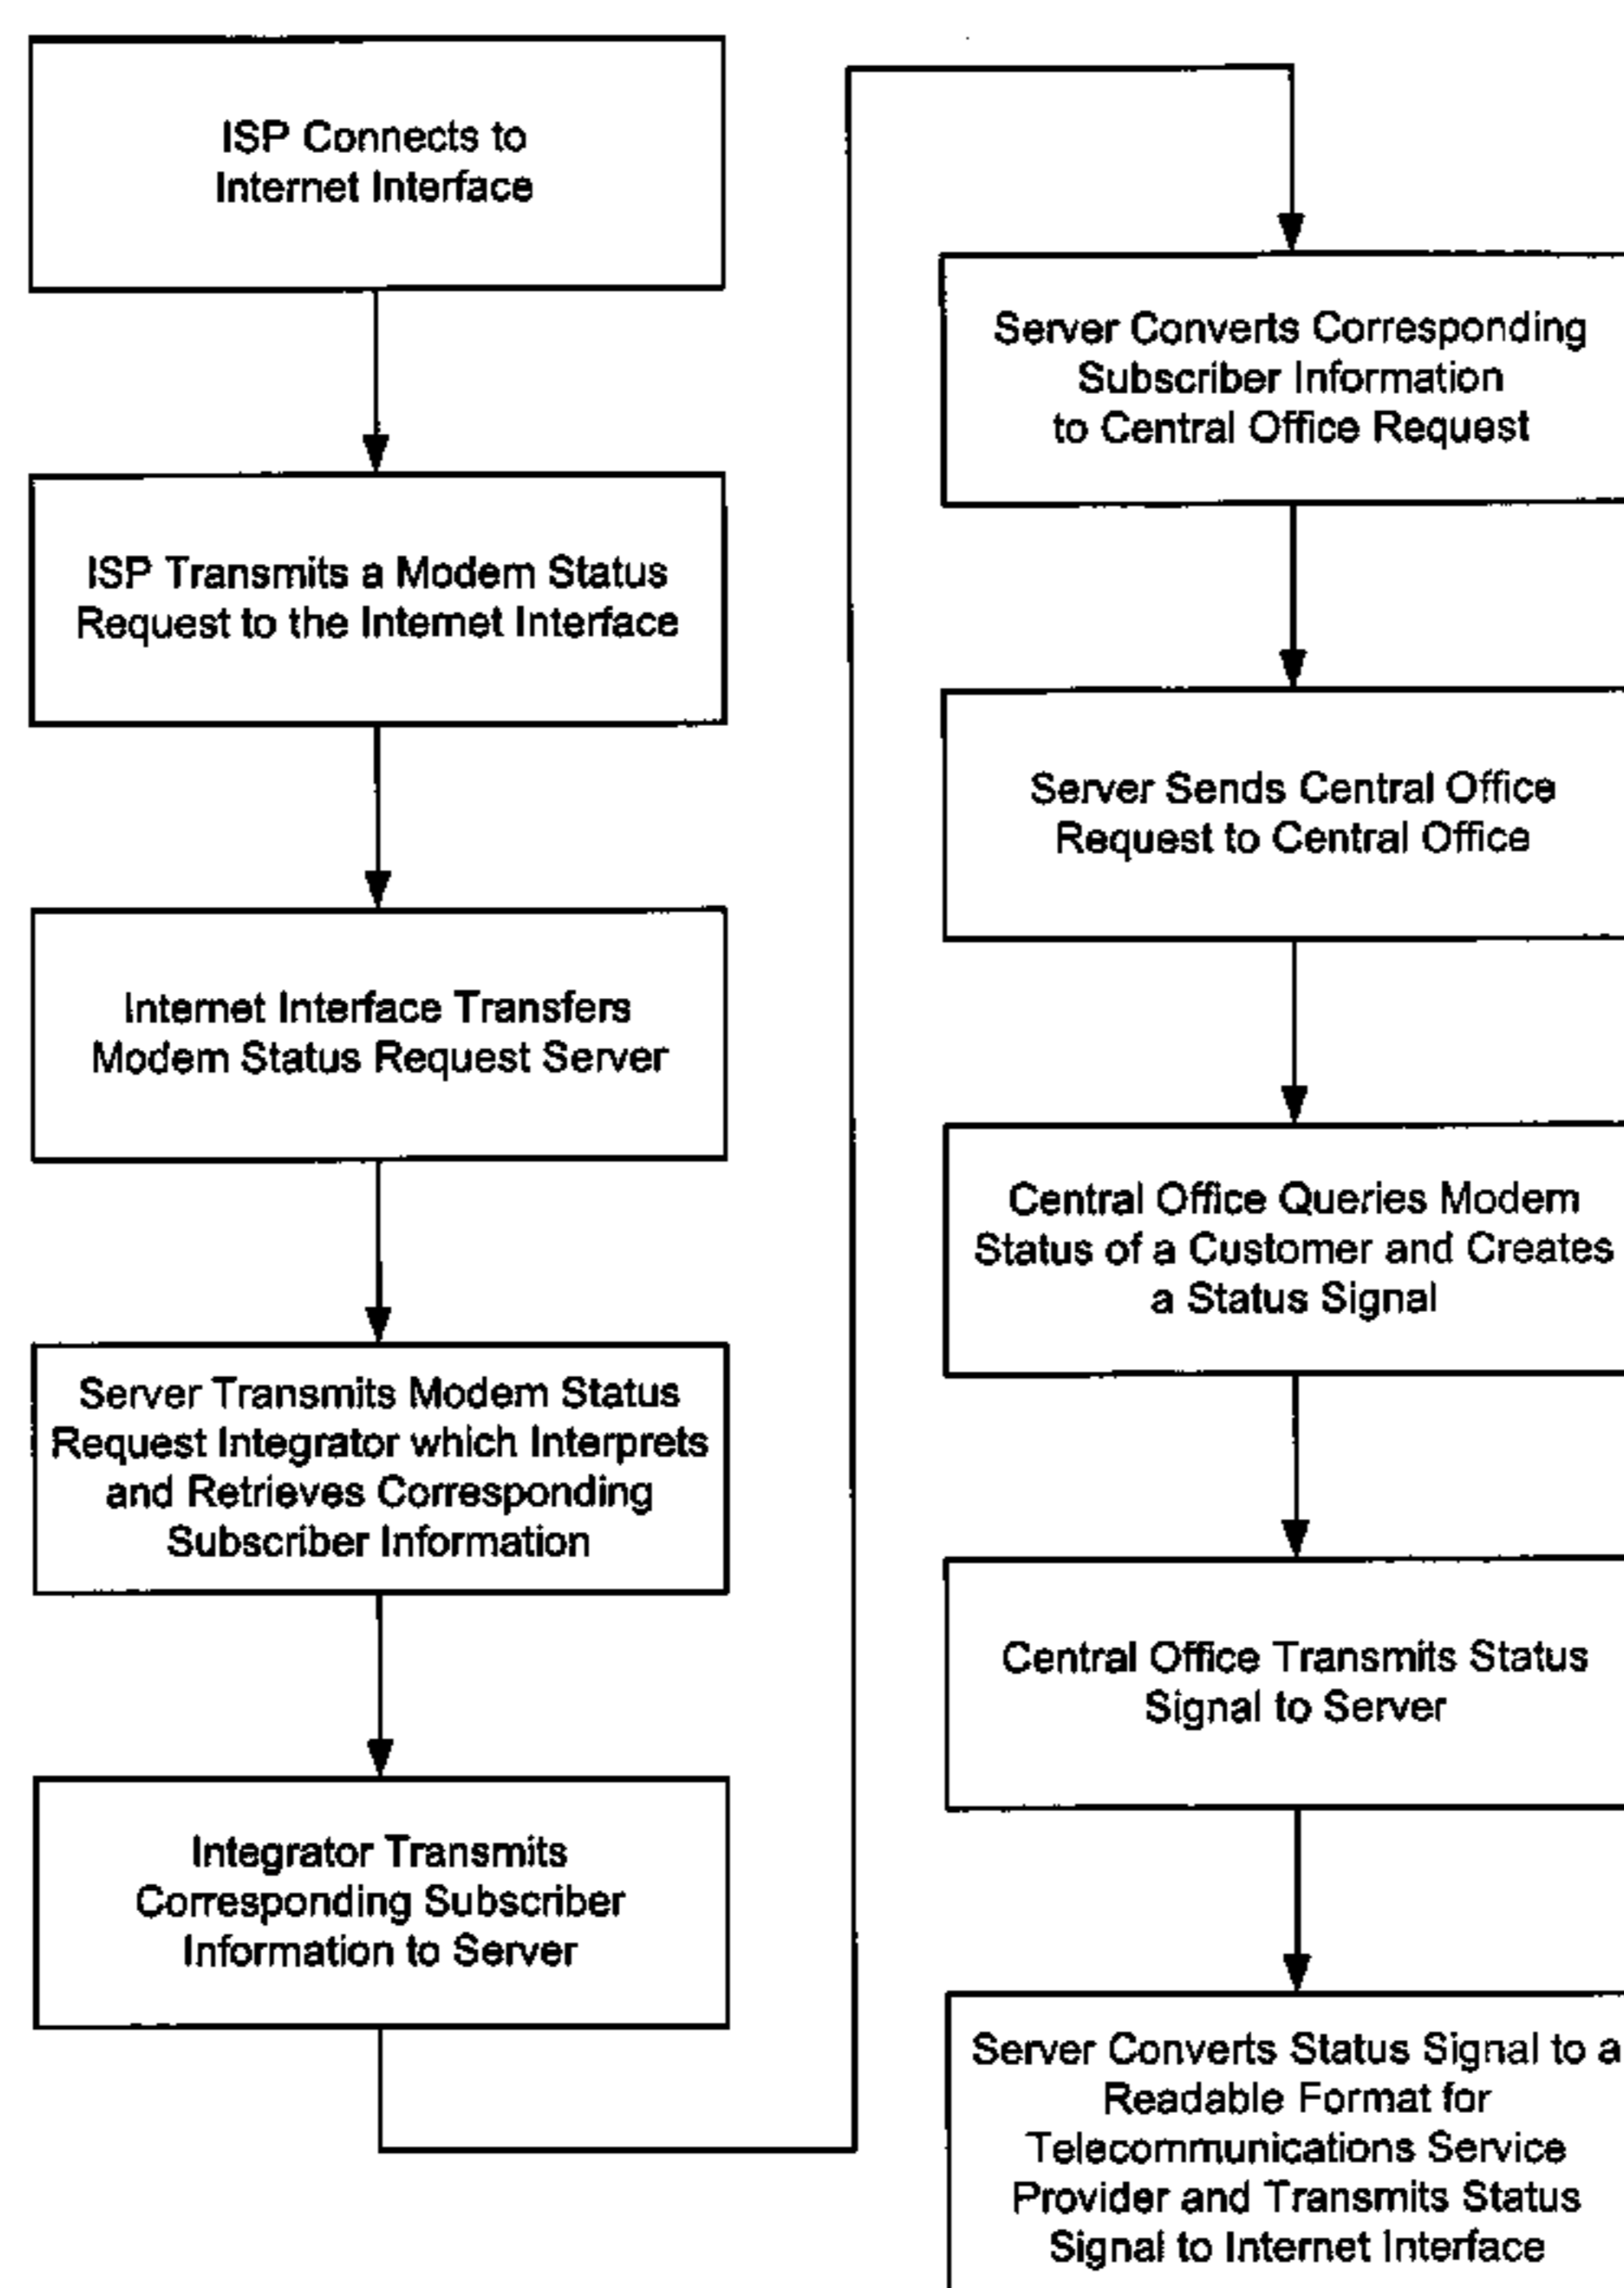 ISP Connects to
Internet Interface
ISP Transmits a Modem Status
Request to the Internet Interface
Internet Interface Transfers
Modem Status Request Server
Server Transmits Modem Status
Request Integrator which Interprets
and Retrieves Corresponding
Subscriber Information
Integrator Transmits
Corresponding Subscriber
Information to Server
Server Converts Corresponding
Subscriber Information
to Central Office Request
Server Sends Central Office
Request to Central Office
Central Office Queries Modem
Status of a Customer and Creates
a Status Signal
Central Office Transmits Status
Signal to Server
Server Converts Status Signal to a
Readable Format for
Telecommunications Service
Provider and Transmits Status
Signal to Internet Interface